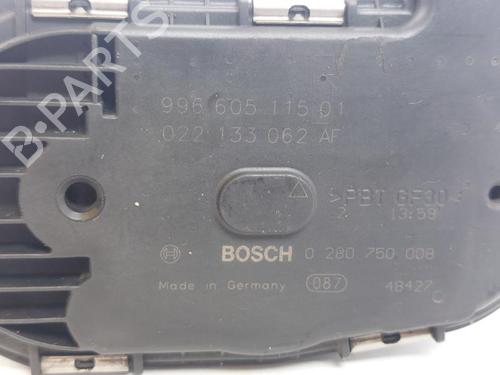 996 605 115 01
022 133 062 AF
>PBT GF30<
2 13:59
BOSCH 0 280 750 008
Made in Germany 087 48427